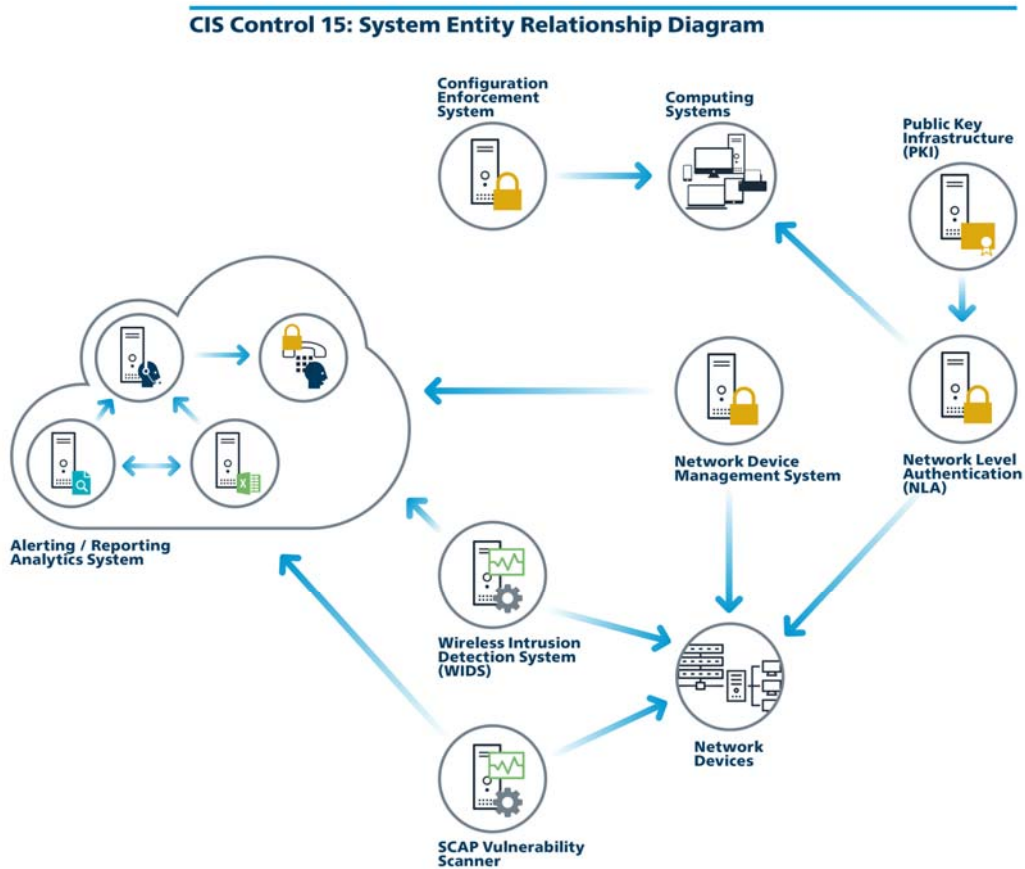 CIS Control 15: System Entity Relationship Diagram
Configuration
Enforcement
System
Computing
Systems
Public Key
Infrastructure
(PKI)
Network Device
Management System
Network Level
Authentication
(NLA)
Alerting / Reporting
Analytics System
Wireless Intrusion
Detection System
(WIDS)
Network
Devices
SCAP Vulnerability
Scanner